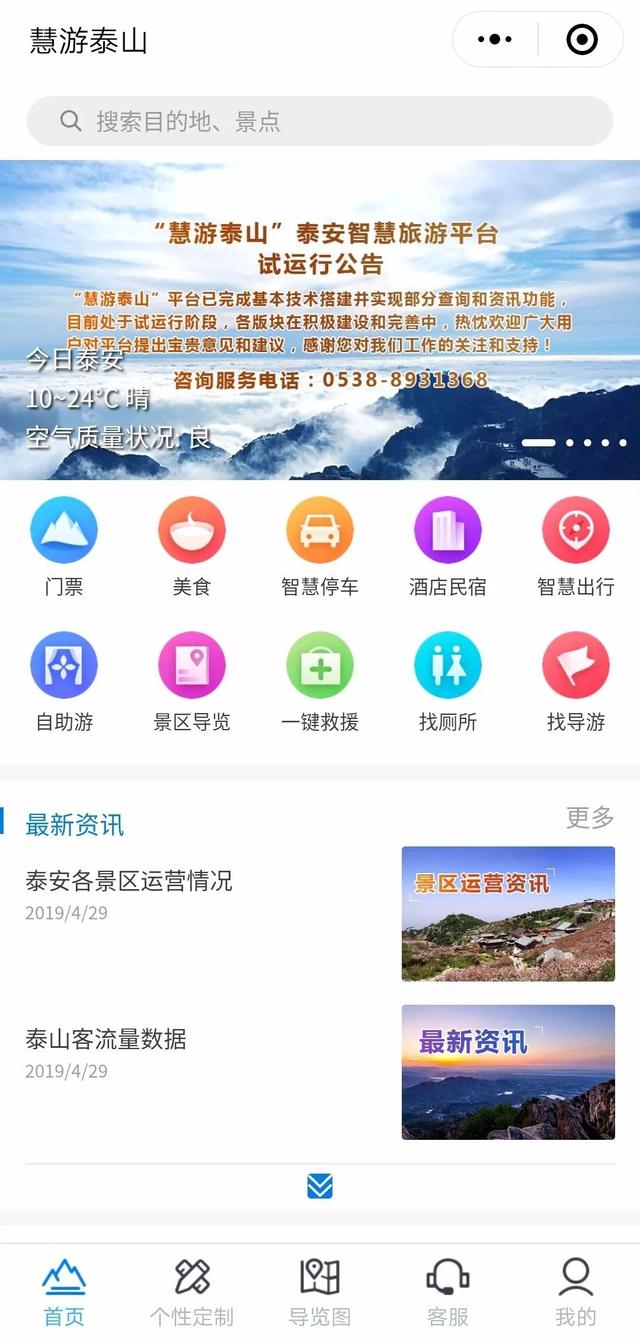 慧游泰山
搜索目的地、景点
“慧游泰山”泰安智慧旅游平台
试运行公告
“慧游泰山”平台已完成基本技术搭建并实现部分查询和资讯功能，
目前处于试运行阶段，各版块在积极建设和完善中，热忱欢迎广大用
户对平台提出宝贵意见和建议，感谢您对我们工作的关注和支持！
咨询服务电话：0538-8931368
今日泰安
10~24℃ 晴
空气质量状况: 良
门票 美食 智慧停车 酒店民宿 智慧出行
自助游 景区导览 一键救援 找厕所 找导游
最新资讯 更多
泰安各景区运营情况
2019/4/29
景区运营资讯
泰山客流量数据
2019/4/29
最新资讯
首页 个性定制 导览图 客服 我的